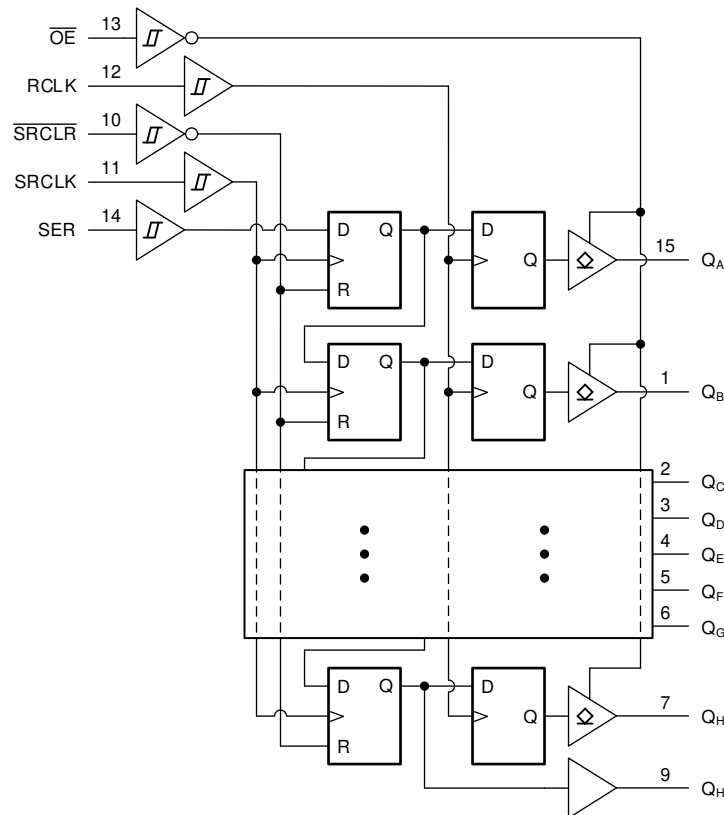 OE 13
RCLK 12
SRCLR 10
SRCLK 11
SER 14
D Q D
Q 15 QA
R
D Q D
Q 1 QB
R
2 QC
3 QD
4 QE
5 QF
6 QG
D Q D
Q 7 QH
R
9 QH